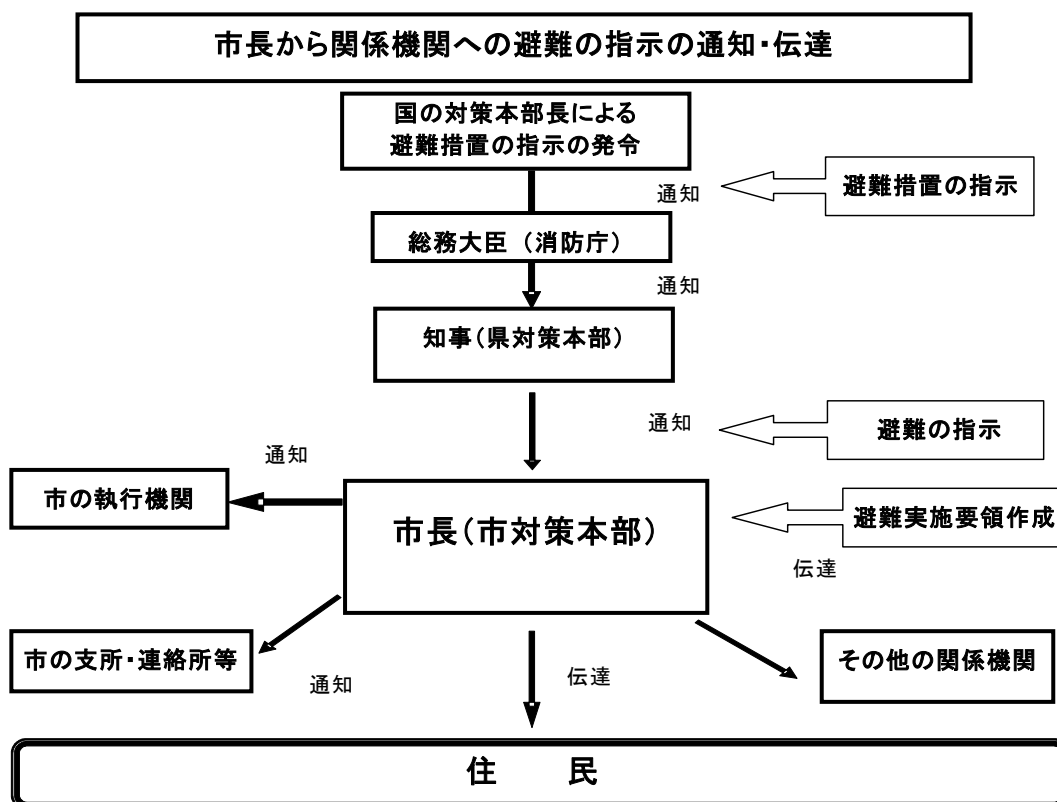 市長から関係機関への避難の指示の通知・伝達
国の対策本部長による
避難措置の指示の発令
通知
避難措置の指示
総務大臣（消防庁）
通知
知事（県対策本部）
通知
避難の指示
通知
市の執行機関
市長（市対策本部）
避難実施要領作成
伝達
市の支所・連絡所等
通知
伝達
その他の関係機関
住　　民